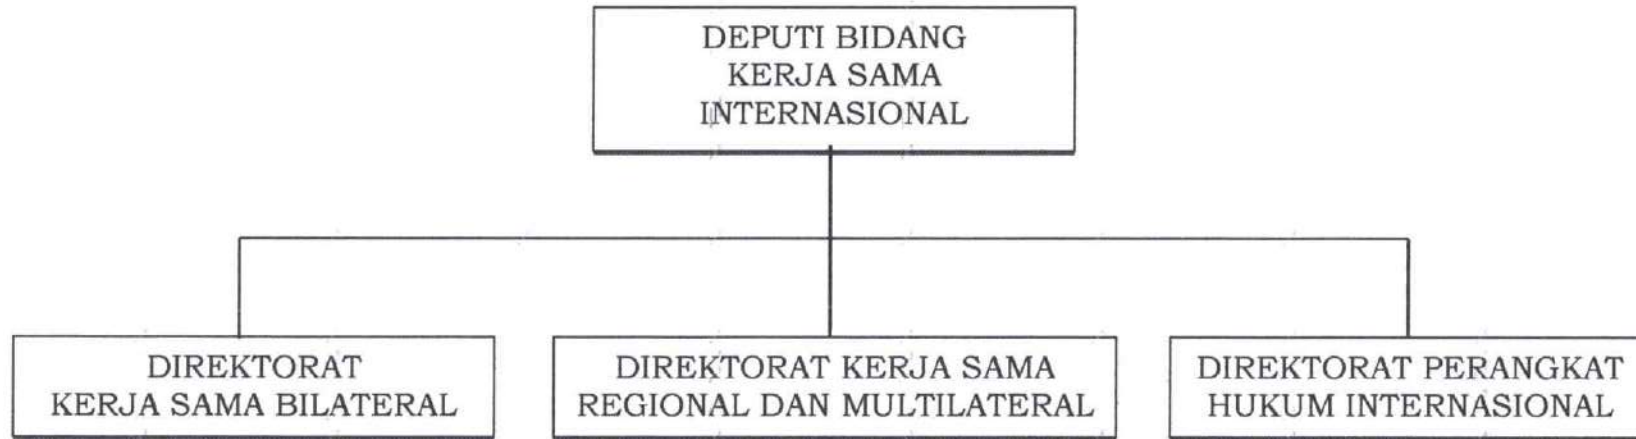 DEPUTI BIDANG
KERJA SAMA
INTERNASIONAL
DIREKTORAT
KERJA SAMA BILATERAL
DIREKTORAT KERJA SAMA
REGIONAL DAN MULTILATERAL
DIREKTORAT PERANGKAT
HUKUM INTERNASIONAL